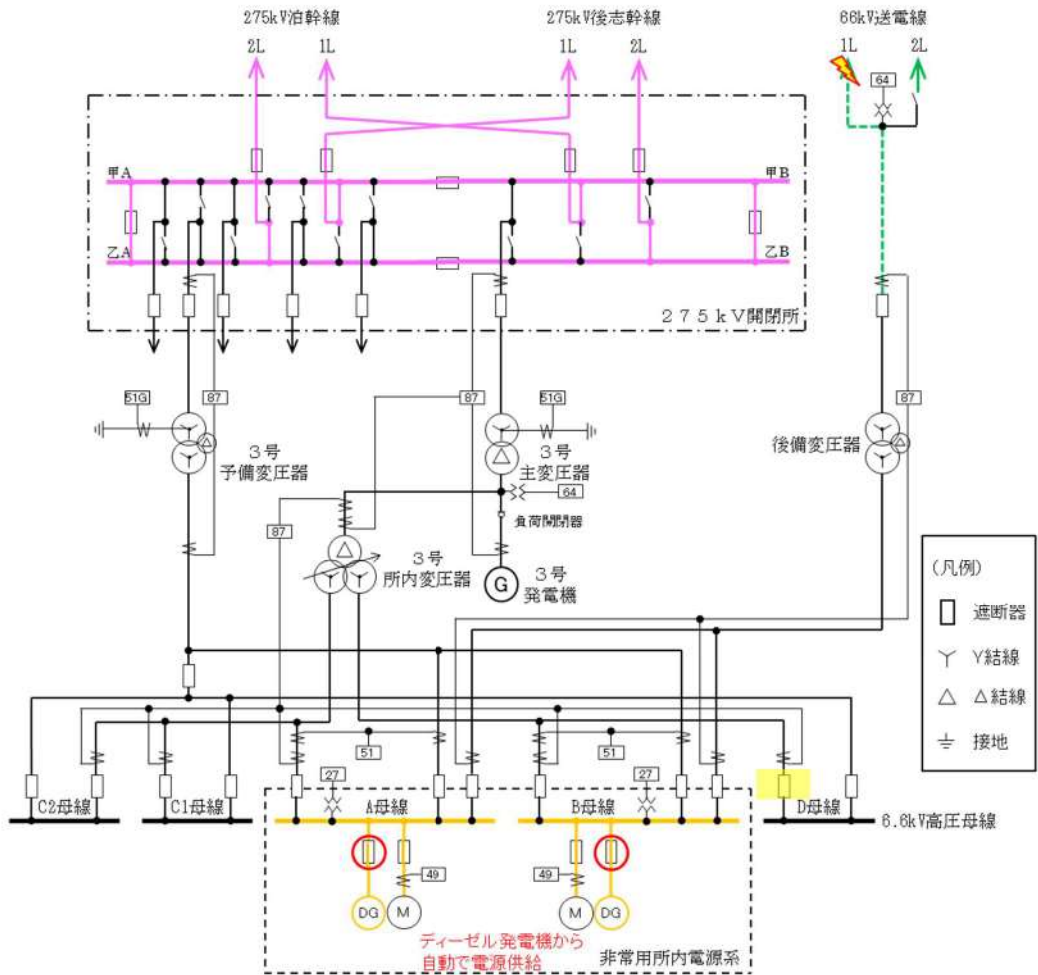 275kV泊幹線
275kV後志幹線
66kV送電線
2L
1L
1L
2L
1L
2L
64
甲A
甲B
乙A
乙B
275kV開閉所
51G
87
87
51G
87
3号
予備変圧器
3号
主変圧器
後備変圧器
64
負荷開閉器
87
3号
所内変圧器
G
3号
発電機
(凡例)
遮断器
Y結線
△結線
接地
51
51
27
27
C2母線
C1母線
A母線
B母線
D母線
6.6kV高圧母線
49
49
DG
M
M
DG
ディーゼル発電機から
自動で電源供給
非常用所内電源系